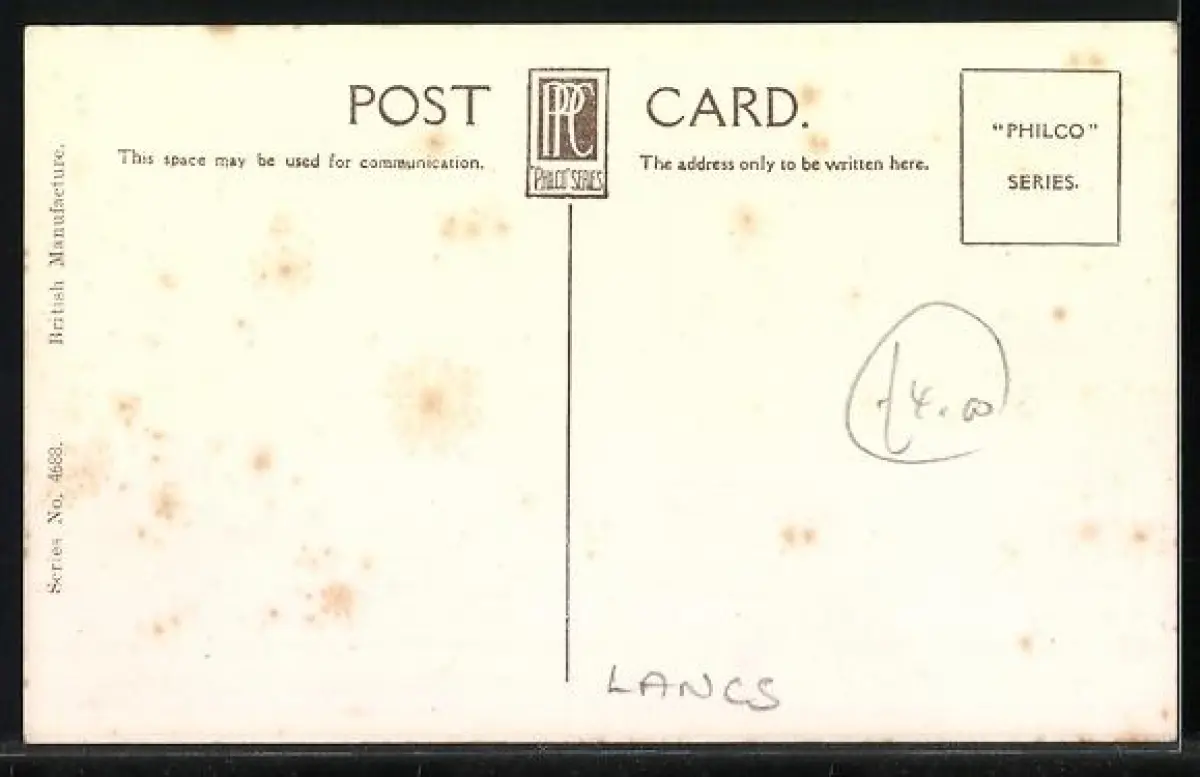 POST CARD.
PPC
"PHILCO" SERIES
This space may be used for communication.
The address only to be written here.
"PHILCO"
SERIES.
British Manufacture.
Series No. 4688.
£4.00
LANCS